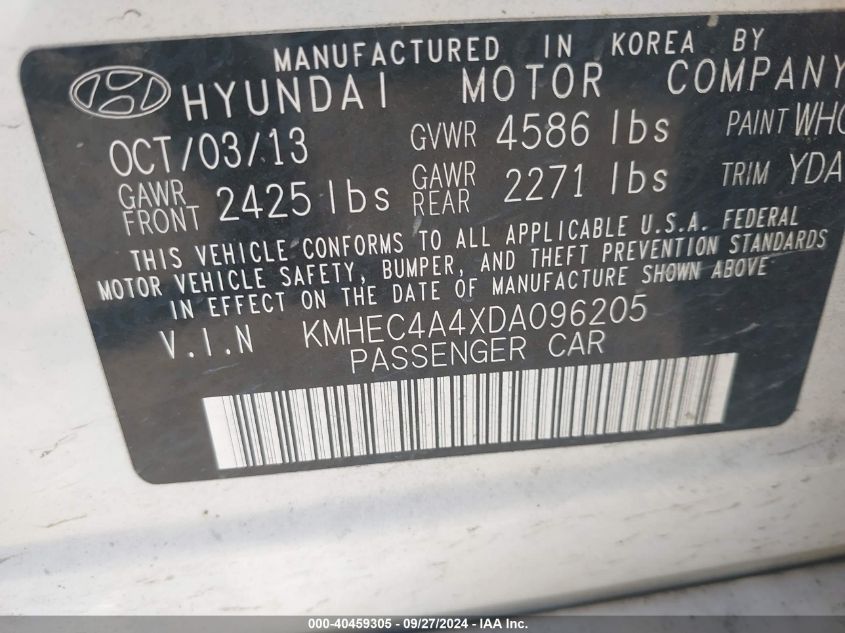 MANUFACTURED IN KOREA BY
HYUNDAI MOTOR COMPANY
OCT/03/13 GVWR 4586 lbs PAINT WHC
GAWR FRONT 2425 lbs GAWR REAR 2271 lbs TRIM YDA
THIS VEHICLE CONFORMS TO ALL APPLICABLE U.S.A. FEDERAL
MOTOR VEHICLE SAFETY, BUMPER, AND THEFT PREVENTION STANDARDS
IN EFFECT ON THE DATE OF MANUFACTURE SHOWN ABOVE
V.I.N KMHEC4A4XDA096205
PASSENGER CAR
000-40459305 - 09/27/2024 - IAA Inc.